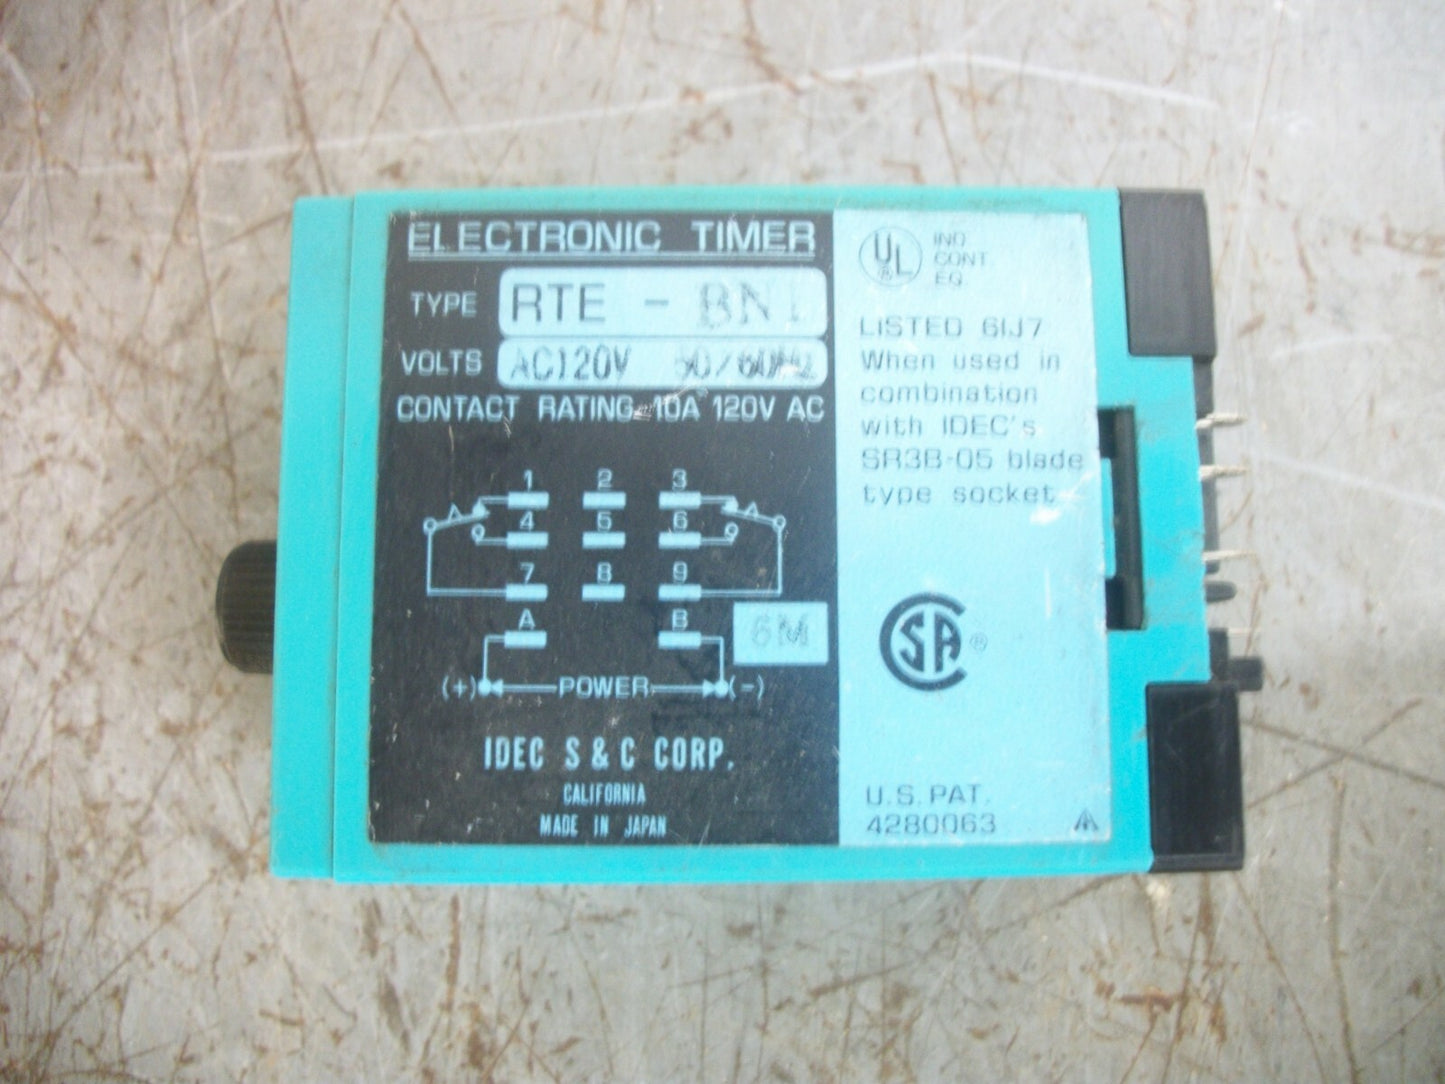 ELECTRONIC TIMER
TYPE RTE - BN1
VOLTS AC120V 50/60Hz
CONTACT RATING 10A 120V AC
1 2 3
4 5 6
7 8 9
A B
6M
(+) POWER (-)
IDEC S & C CORP.
CALIFORNIA
MADE IN JAPAN
UL ®
IND.
CONT.
EQ.
LISTED 61J7
When used in
combination
with IDEC's
SR3B-05 blade
type socket
CSA ®
U.S. PAT.
4280063